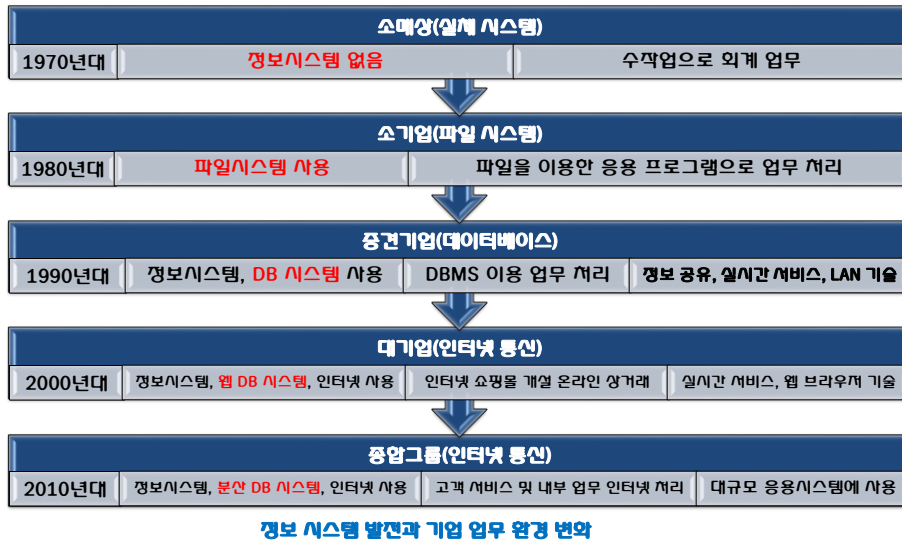 소매상(실체 시스템)
1970년대 정보시스템 없음 수작업으로 회계 업무
소기업(파일 시스템)
1980년대 파일시스템 사용 파일을 이용한 응용 프로그램으로 업무 처리
중견기업(데이터베이스)
1990년대 정보시스템, DB 시스템 사용 DBMS 이용 업무 처리 정보 공유, 실시간 서비스, LAN 기술
대기업(인터넷 통신)
2000년대 정보시스템, 웹 DB 시스템, 인터넷 사용 인터넷 쇼핑몰 개설 온라인 상거래 실시간 서비스, 웹 브라우저 기술
종합그룹(인터넷 통신)
2010년대 정보시스템, 분산 DB 시스템, 인터넷 사용 고객 서비스 및 내부 업무 인터넷 처리 대규모 응용시스템에 사용
정보 시스템 발전과 기업 업무 환경 변화